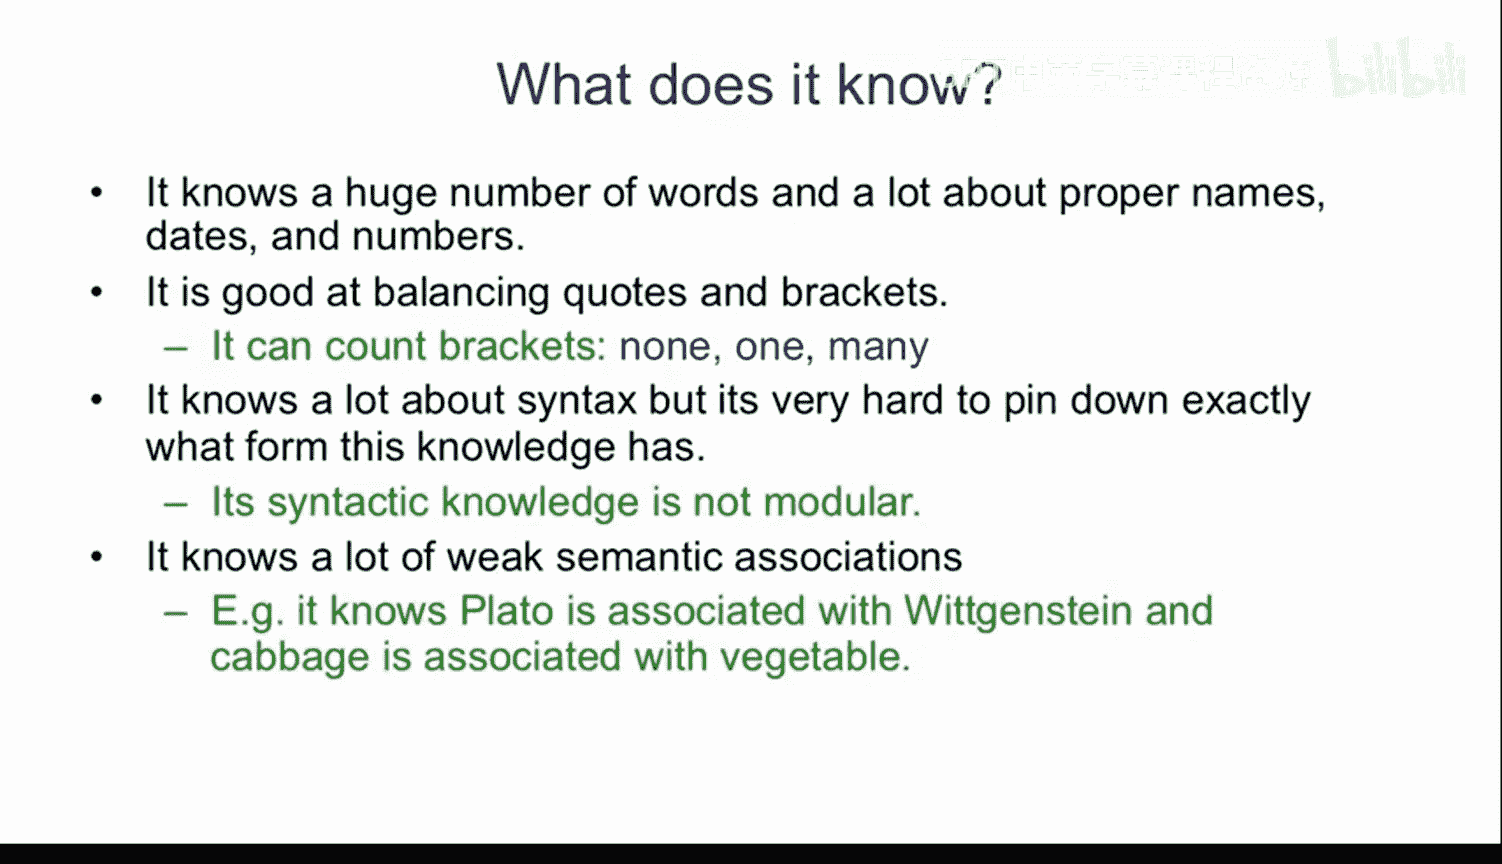 What does it know?
bilibili
• It knows a huge number of words and a lot about proper names,
dates, and numbers.
• It is good at balancing quotes and brackets.
– It can count brackets: none, one, many
• It knows a lot about syntax but its very hard to pin down exactly
what form this knowledge has.
– Its syntactic knowledge is not modular.
• It knows a lot of weak semantic associations
– E.g. it knows Plato is associated with Wittgenstein and
cabbage is associated with vegetable.